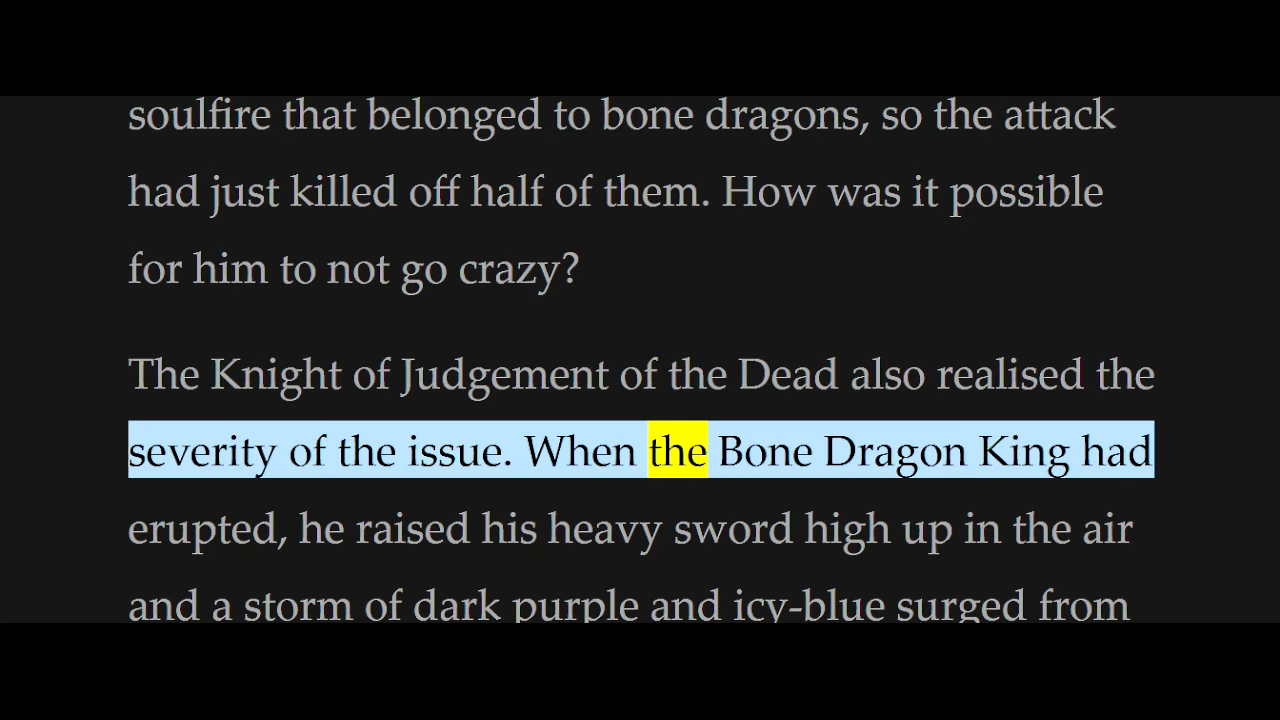 soulfire that belonged to bone dragons, so the attack
had just killed off half of them. How was it possible
for him to not go crazy?
The Knight of Judgement of the Dead also realised the
severity of the issue. When the Bone Dragon King had
erupted, he raised his heavy sword high up in the air
and a storm of dark purple and icy-blue surged from